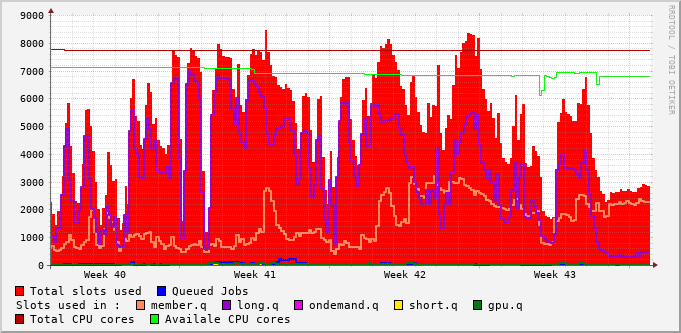 9000
8000
7000
6000
5000
4000
3000
2000
1000
0
Week 40 Week 41 Week 42 Week 43
RRDTOOL / TOBI OETIKER
Total slots used Queued Jobs
Slots used in : member.q long.q ondemand.q short.q gpu.q
Total CPU cores Availale CPU cores